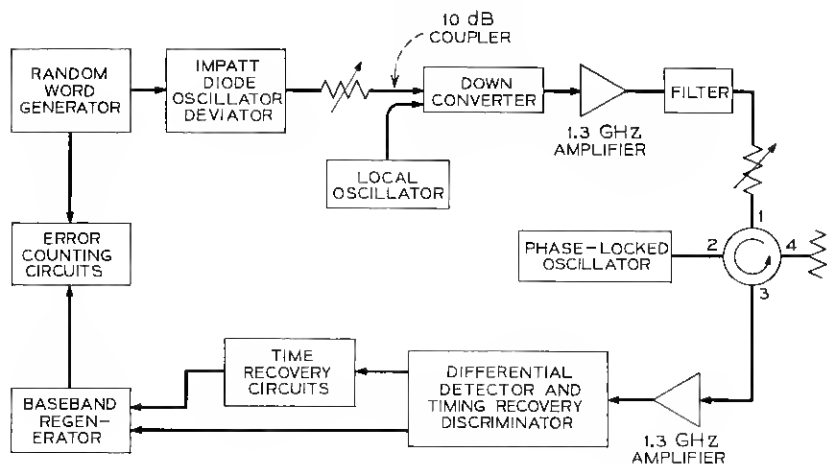 10 dB
COUPLER
RANDOM
WORD
GENERATOR
IMPATT
DIODE
OSCILLATOR
DEVIATOR
DOWN
CONVERTER
1.3 GHz
AMPLIFIER
FILTER
LOCAL
OSCILLATOR
ERROR
COUNTING
CIRCUITS
PHASE-LOCKED
OSCILLATOR
1
2
4
3
TIME
RECOVERY
CIRCUITS
DIFFERENTIAL
DETECTOR AND
TIMING RECOVERY
DISCRIMINATOR
1.3 GHz
AMPLIFIER
BASEBAND
REGEN-
ERATOR